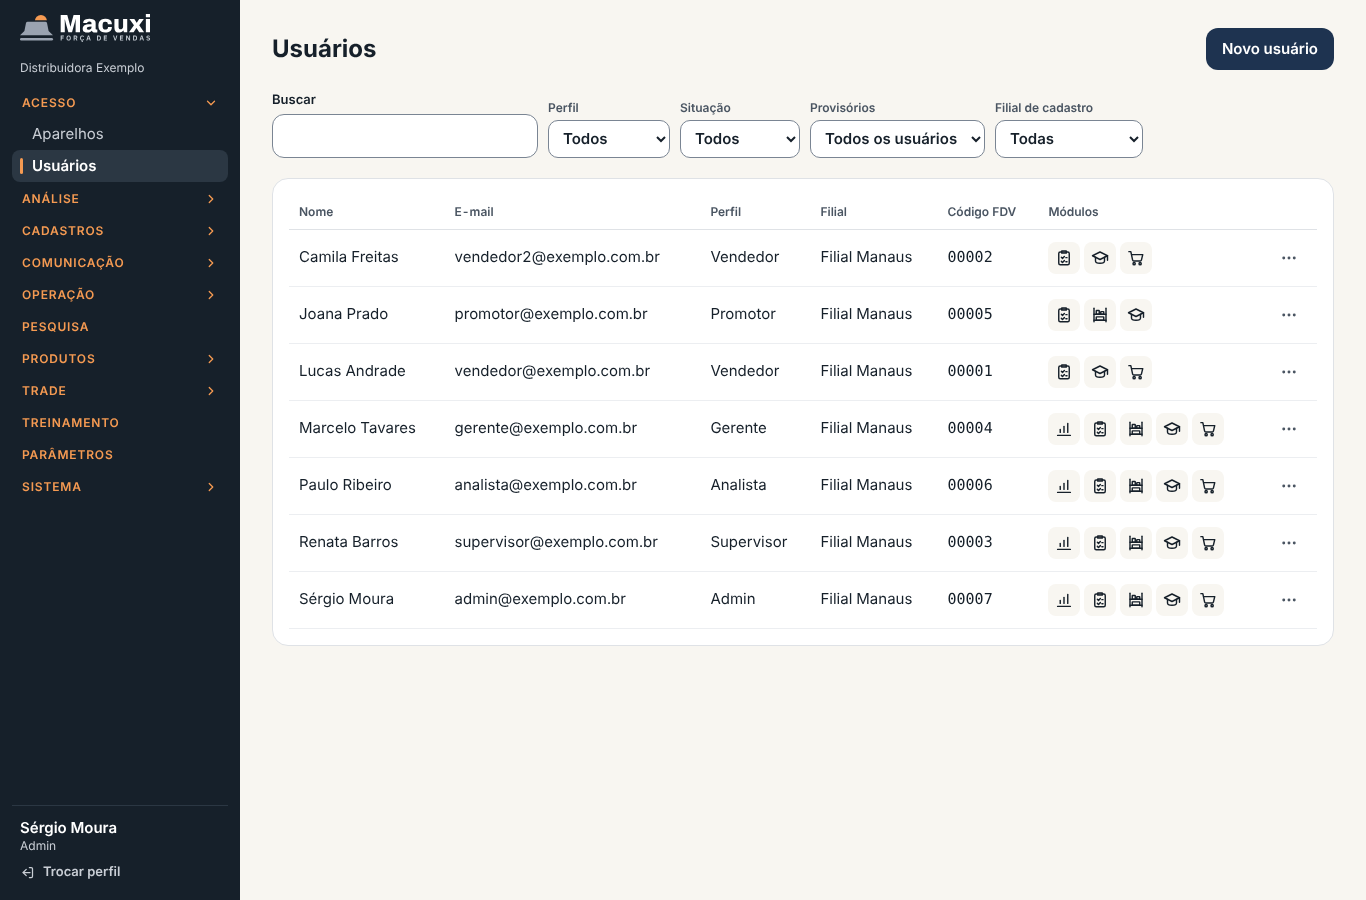 Macuxi
FORÇA DE VENDAS
Distribuidora Exemplo
ACESSO
Aparelhos
Usuários
ANÁLISE
CADASTROS
COMUNICAÇÃO
OPERAÇÃO
PESQUISA
PRODUTOS
TRADE
TREINAMENTO
PARÂMETROS
SISTEMA
Sérgio Moura
Admin
Trocar perfil
Usuários
Novo usuário
Buscar
Perfil
Todos
Situação
Todos
Provisórios
Todos os usuários
Filial de cadastro
Todas
Nome E-mail Perfil Filial Código FDV Módulos
Camila Freitas vendedor2@exemplo.com.br Vendedor Filial Manaus 00002
Joana Prado promotor@exemplo.com.br Promotor Filial Manaus 00005
Lucas Andrade vendedor@exemplo.com.br Vendedor Filial Manaus 00001
Marcelo Tavares gerente@exemplo.com.br Gerente Filial Manaus 00004
Paulo Ribeiro analista@exemplo.com.br Analista Filial Manaus 00006
Renata Barros supervisor@exemplo.com.br Supervisor Filial Manaus 00003
Sérgio Moura admin@exemplo.com.br Admin Filial Manaus 00007